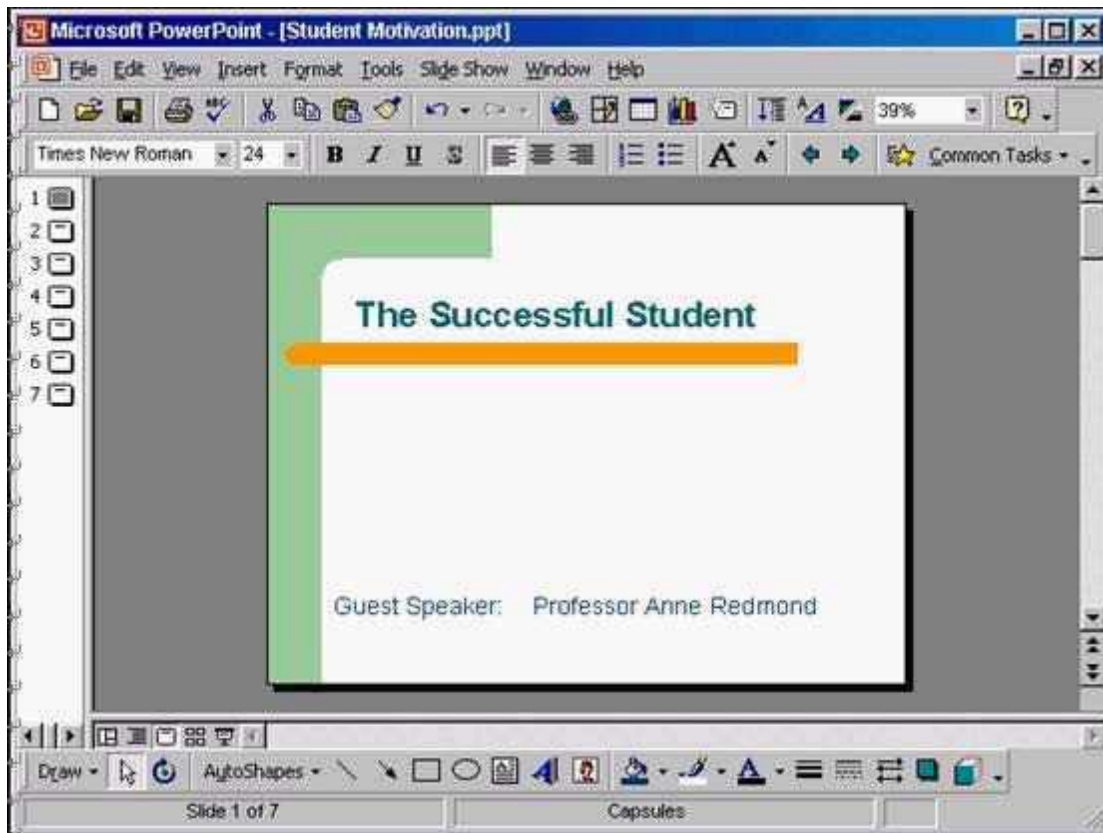 Microsoft PowerPoint - [Student Motivation.ppt]
File Edit View Insert Format Tools Slide Show Window Help
39%
Times New Roman 24 B I U S A A Common Tasks
1
2
3
4
5
6
7
The Successful Student
Guest Speaker: Professor Anne Redmond
Draw AutoShapes
Slide 1 of 7 Capsules